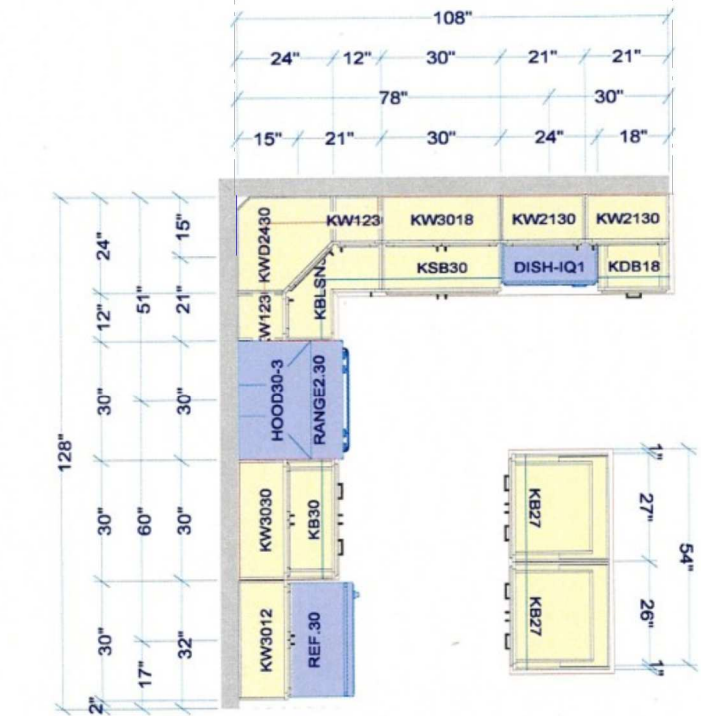 108"
24" 12" 30" 21" 21"
78" 30"
15" 21" 30" 24" 18"
KWD2430
KW123
KW3018
KW2130
KW2130
KBLSN3
KSB30
DISH-IQ1
KDB18
W123
HOOD30-3
RANGE2.30
KW3030
KB30
KW3012
REF.30
128"
24" 12" 30" 30" 30" 2"
51" 60" 17"
15" 21" 30" 30" 32"
KB27
KB27
1" 27" 26" 1"
54"